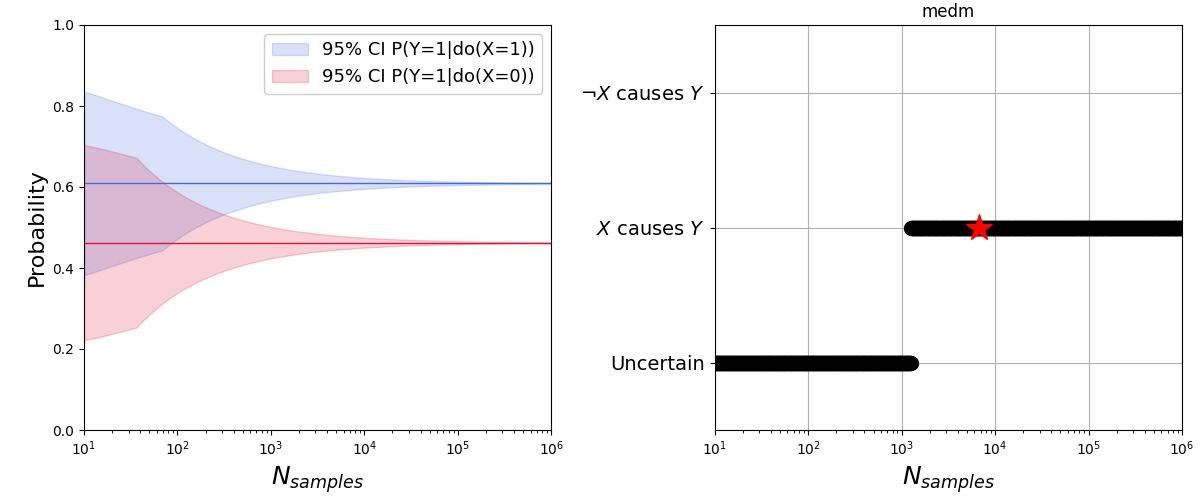 1.0
0.8
0.6
0.4
0.2
0.0
Probability
95% CI P(Y=1|do(X=1))
95% CI P(Y=1|do(X=0))
10¹ 10² 10³ 10⁴ 10⁵ 10⁶
N_samples
medm
¬X causes Y
X causes Y
Uncertain
10¹ 10² 10³ 10⁴ 10⁵ 10⁶
N_samples